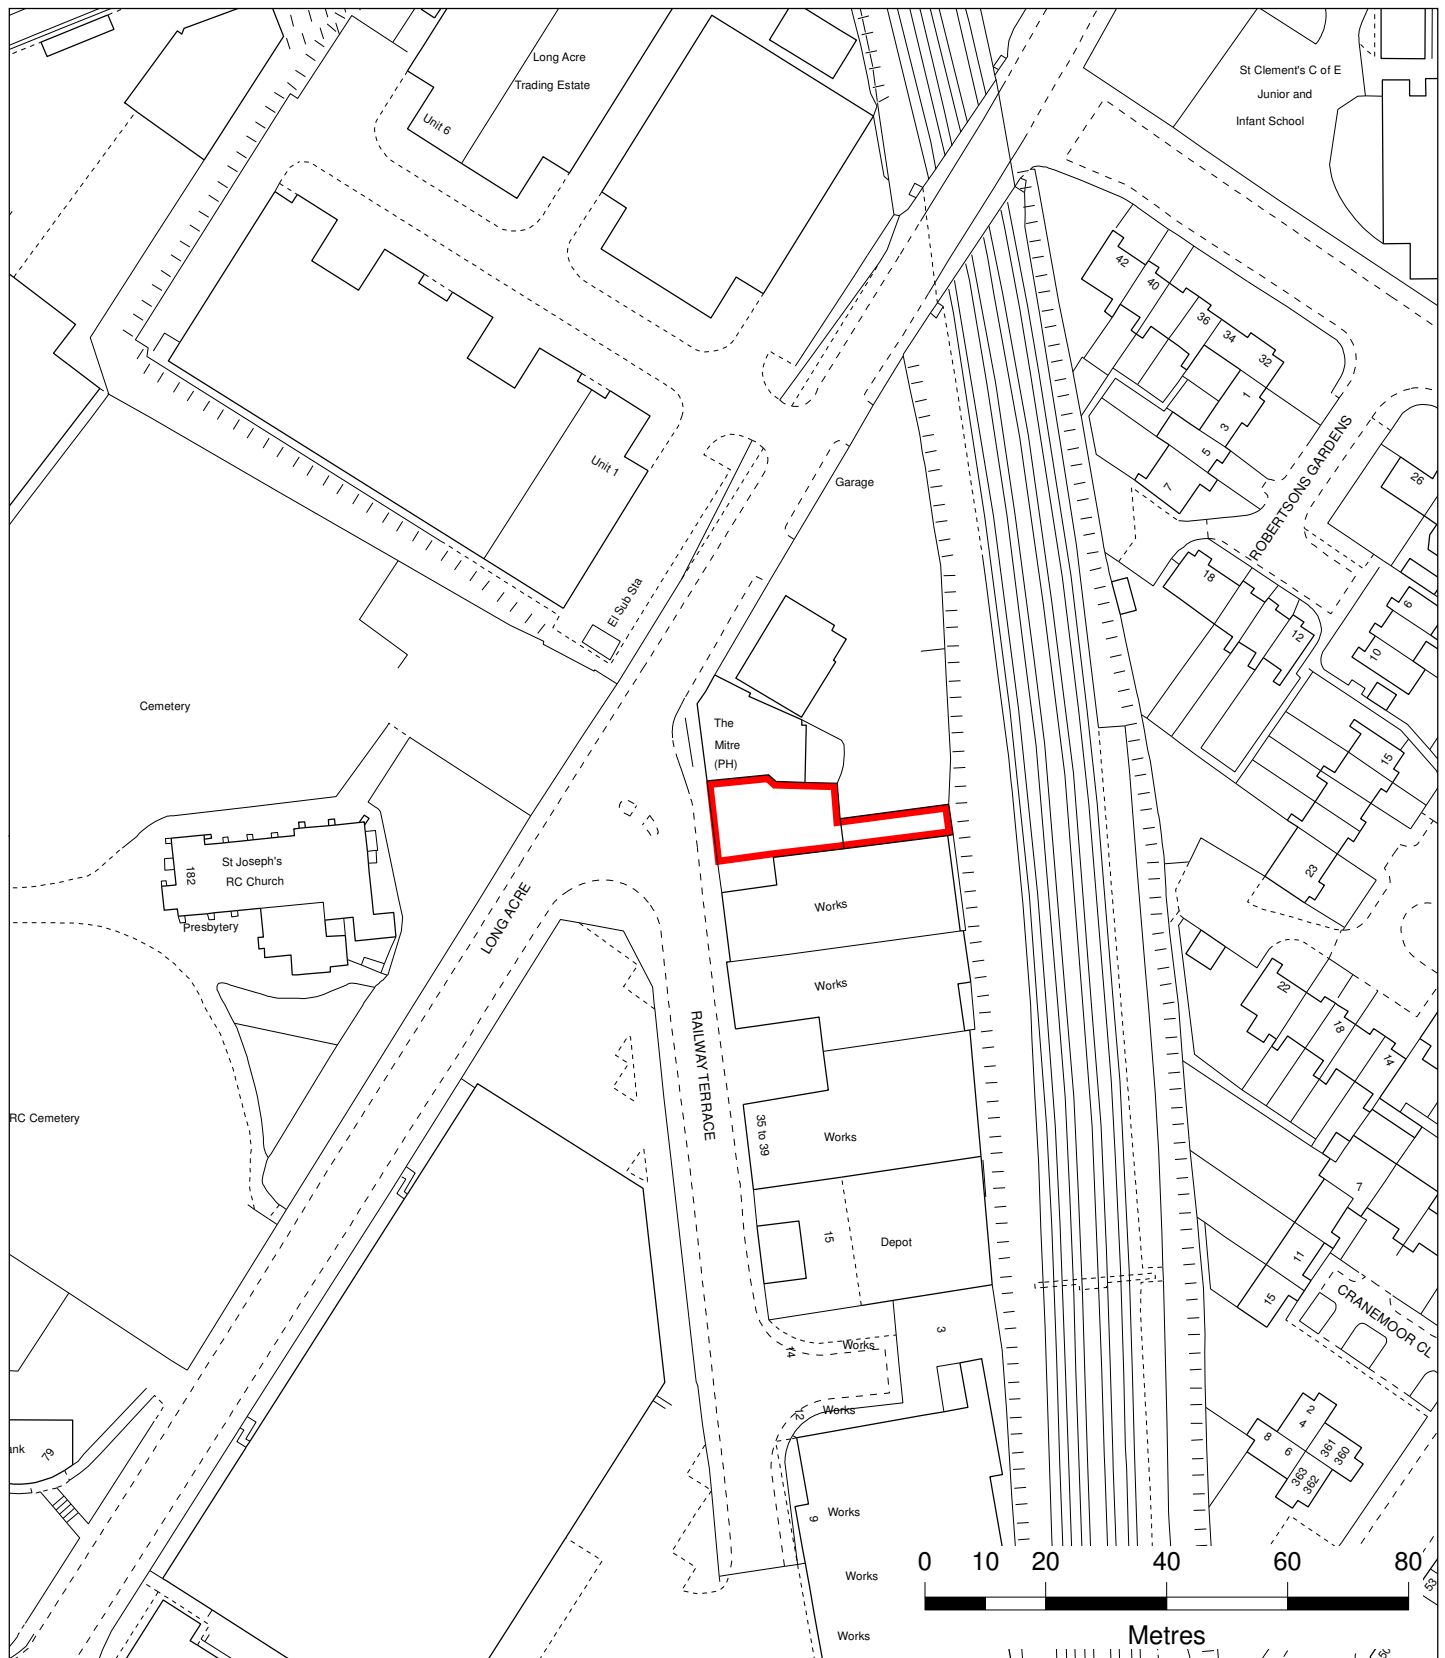 Long Acre
Trading Estate
Unit 6
St Clement's C of E
Junior and
Infant School
42
40
36
34
32
1
3
5
7
ROBERTSONS GARDENS
26
Unit 1
Garage
El Sub Sta
18
12
6
10
15
23
Cemetery
The
Mitre
(PH)
St Joseph's
RC Church
182
Presbytery
LONG ACRE
Works
Works
RAILWAY TERRACE
22
18
14
RC Cemetery
35 to 39
Works
7
11
15
15
Depot
CRANEMOOR CL
3
14
Works
12
Works
2
4
8
6
361
360
363
362
ank
79
9
Works
Works
Works
53
0 10 20 40 60 80
Metres